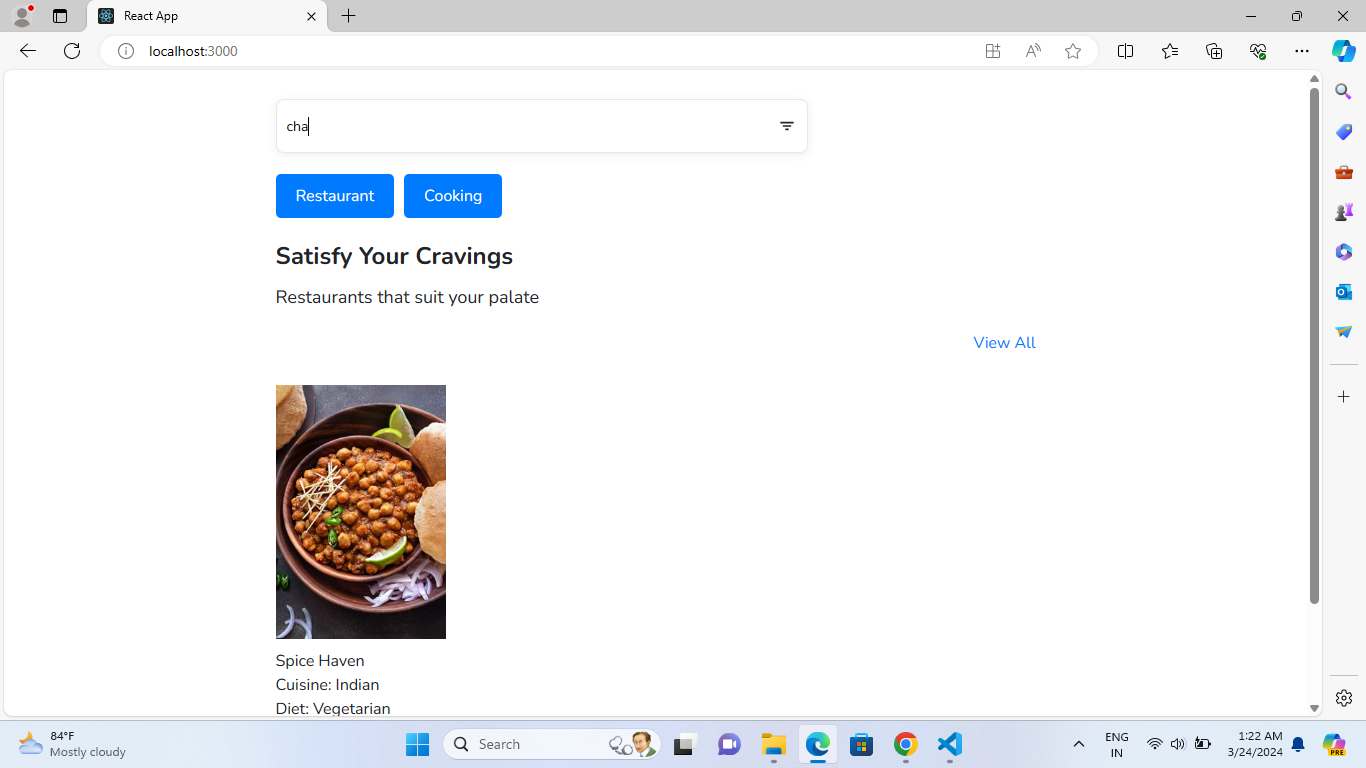 React App
localhost:3000
cha
Restaurant
Cooking
Satisfy Your Cravings
Restaurants that suit your palate
View All
Spice Haven
Cuisine: Indian
Diet: Vegetarian
84°F
Mostly cloudy
Search
ENG
IN
1:22 AM
3/24/2024
PRE